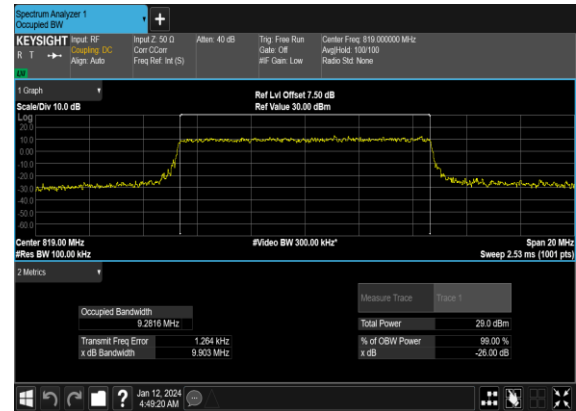 Spectrum Analyzer 1
Occupied BW
+
KEYSIGHT
R T
LW
Input: RF
Coupling: DC
Align: Auto
Input Z: 50 Ω
Corr CCorr
Freq Ref: Int (S)
Atten: 40 dB
Trig: Free Run
Gate: Off
#IF Gain: Low
Center Freq: 819.000000 MHz
Avg|Hold: 100/100
Radio Std: None
1 Graph
Scale/Div 10.0 dB
Ref Lvl Offset 7.50 dB
Ref Value 30.00 dBm
Log
20.0
10.0
0.00
-10.0
-20.0
-30.0
-40.0
-50.0
-60.0
Center 819.00 MHz
#Res BW 100.00 kHz
#Video BW 300.00 kHz*
Span 20 MHz
Sweep 2.53 ms (1001 pts)
2 Metrics
Measure Trace Trace 1
Occupied Bandwidth
9.2816 MHz
Total Power 29.0 dBm
Transmit Freq Error 1.264 kHz
% of OBW Power 99.00 %
x dB Bandwidth 9.903 MHz
x dB -26.00 dB
?
Jan 12, 2024
4:49:20 AM